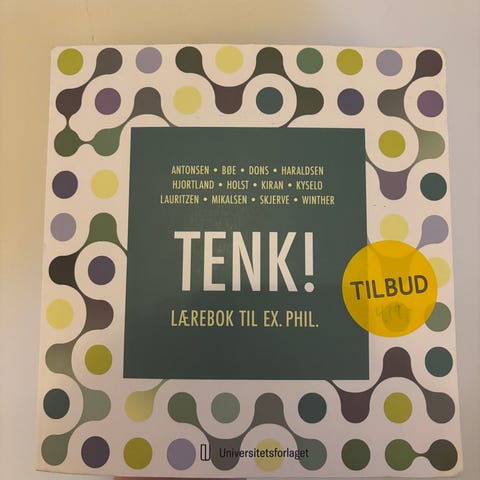 ANTONSEN • BØE • DONS • HARALDSEN
HJORTLAND • HOLST • KIRAN • KYSELO
LAURITZEN • MIKALSEN • SKJERVE • WINTHER
TENK!
LÆREBOK TIL EX. PHIL.
TILBUD
Universitetsforlaget